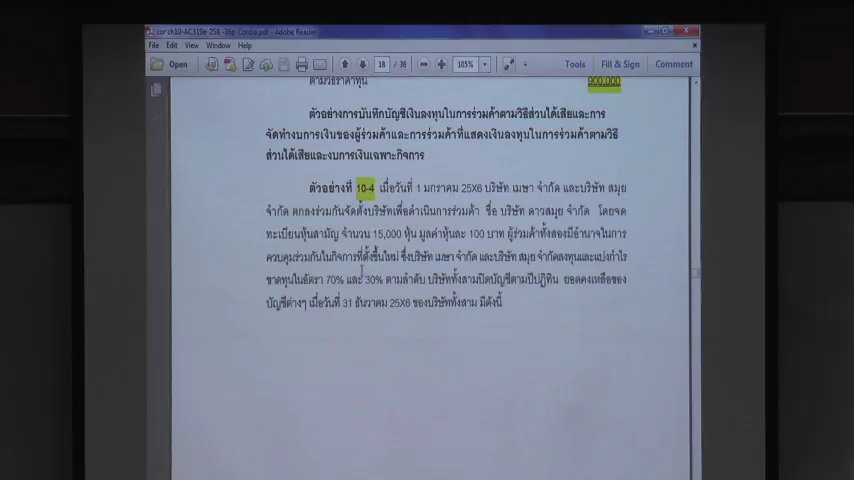 cor ch10-AC319e-258 -38p-Cordia.pdf - Adobe Reader
File Edit View Window Help
Open 18 / 38 105% Tools Fill & Sign Comment
ตามวิธีราคาทุน 900,000
ตัวอย่างการบันทึกบัญชีเงินลงทุนในการร่วมค้าตามวิธีส่วนได้เสียและการ
จัดทำงบการเงินของผู้ร่วมค้าและการร่วมค้าที่แสดงเงินลงทุนในการร่วมค้าตามวิธี
ส่วนได้เสียและงบการเงินเฉพาะกิจการ
ตัวอย่างที่ 10-4 เมื่อวันที่ 1 มกราคม 25X6 บริษัท เมษา จำกัด และบริษัท สมุย
จำกัด ตกลงร่วมกันจัดตั้งบริษัทเพื่อดำเนินการร่วมค้า ชื่อ บริษัท ดาวสมุย จำกัด โดยจด
ทะเบียนหุ้นสามัญ จำนวน 15,000 หุ้น มูลค่าหุ้นละ 100 บาท ผู้ร่วมค้าทั้งสองมีอำนาจในการ
ควบคุมร่วมกันในกิจการที่ตั้งขึ้นใหม่ ซึ่งบริษัท เมษา จำกัด และบริษัท สมุย จำกัดลงทุนและแบ่งกำไร
ขาดทุนในอัตรา 70% และ 30% ตามลำดับ บริษัททั้งสามปิดบัญชีตามปีปฏิทิน ยอดคงเหลือของ
บัญชีต่างๆ เมื่อวันที่ 31 ธันวาคม 25X6 ของบริษัททั้งสาม มีดังนี้